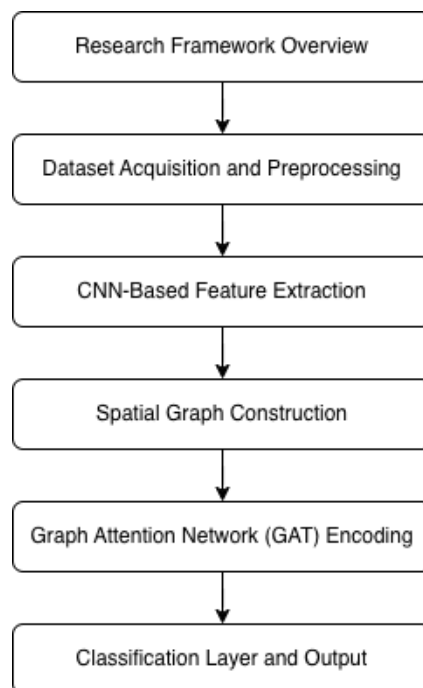 Research Framework Overview
Dataset Acquisition and Preprocessing
CNN-Based Feature Extraction
Spatial Graph Construction
Graph Attention Network (GAT) Encoding
Classification Layer and Output